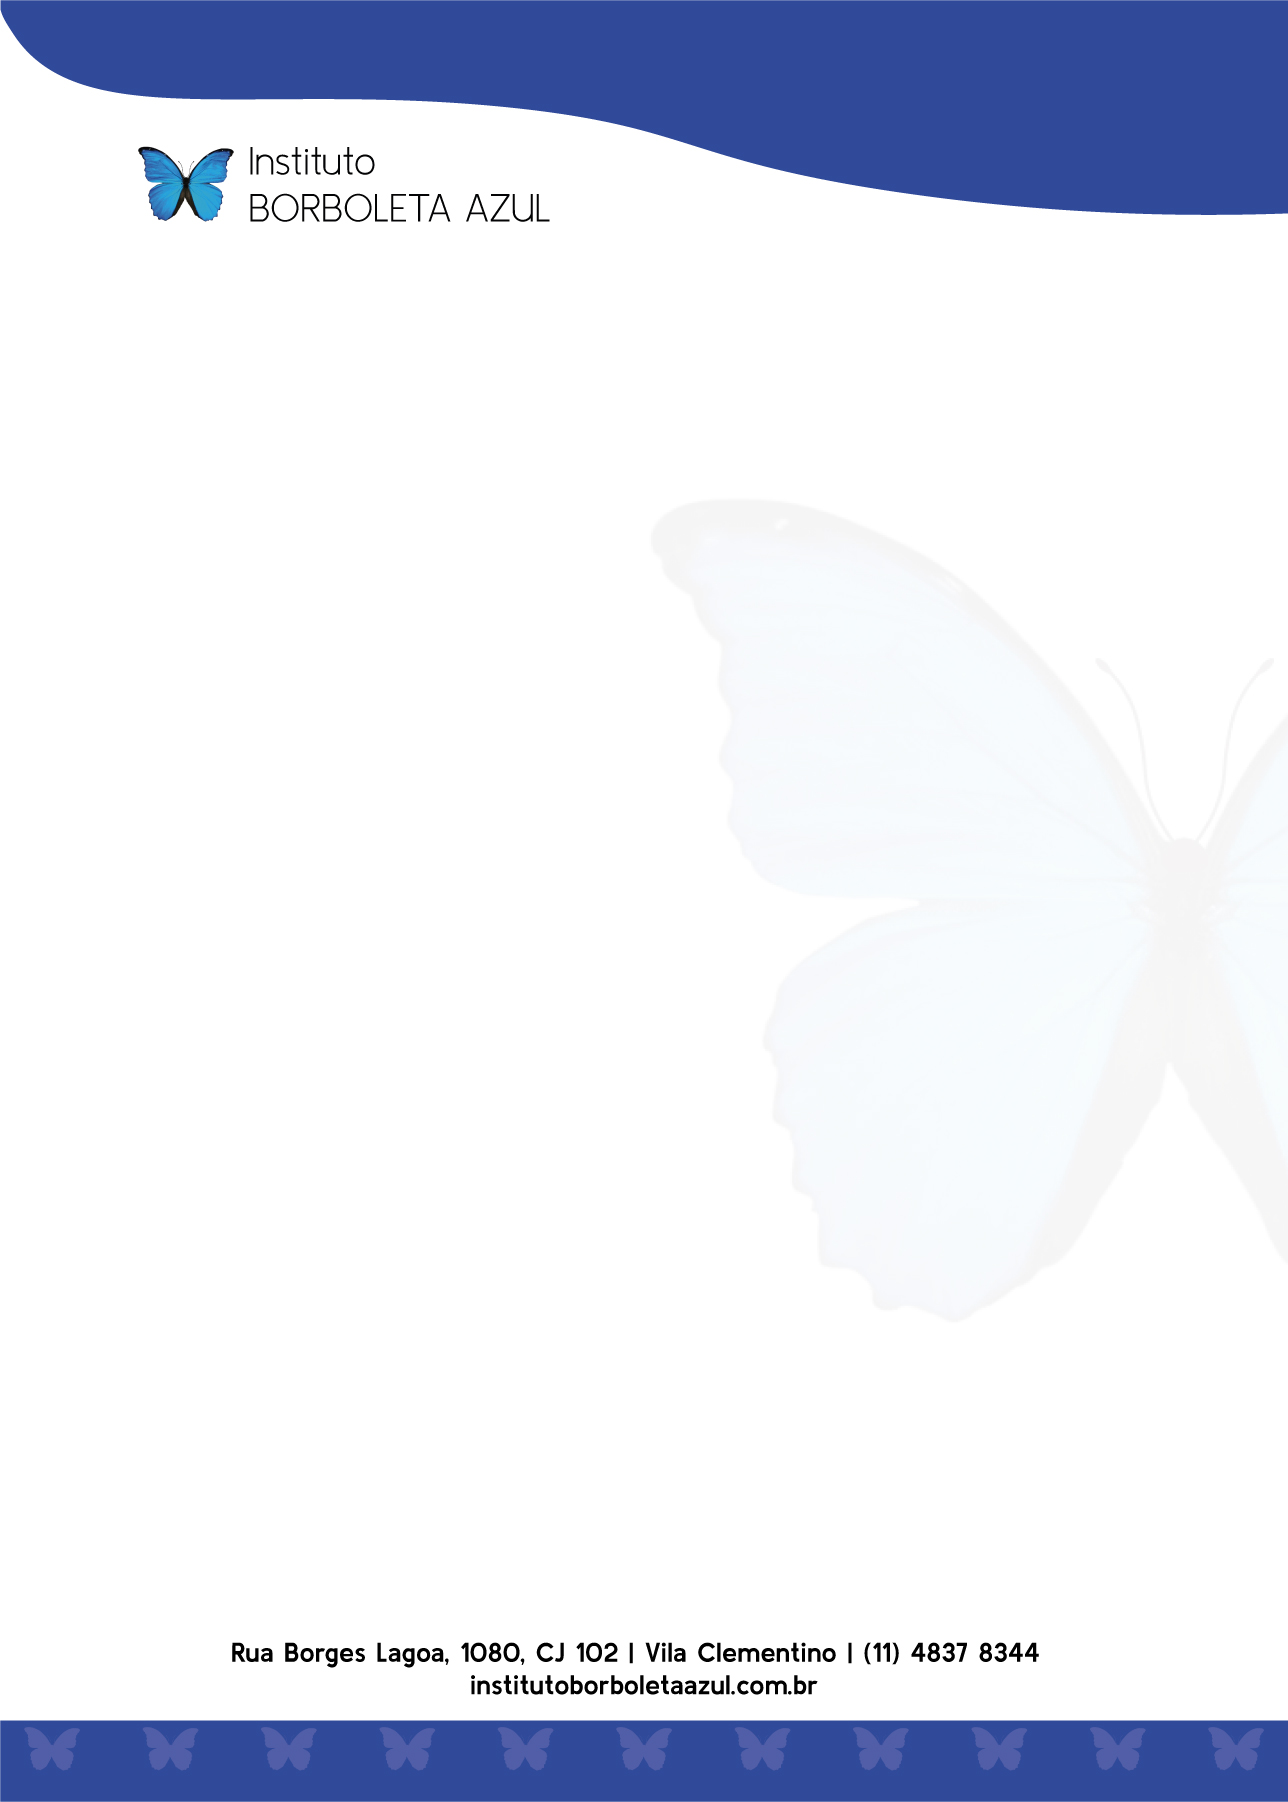 Instituto
BORBOLETA AZUL
Rua Borges Lagoa, 1080, CJ 102 | Vila Clementino | (11) 4837 8344
institutoborboletaazul.com.br